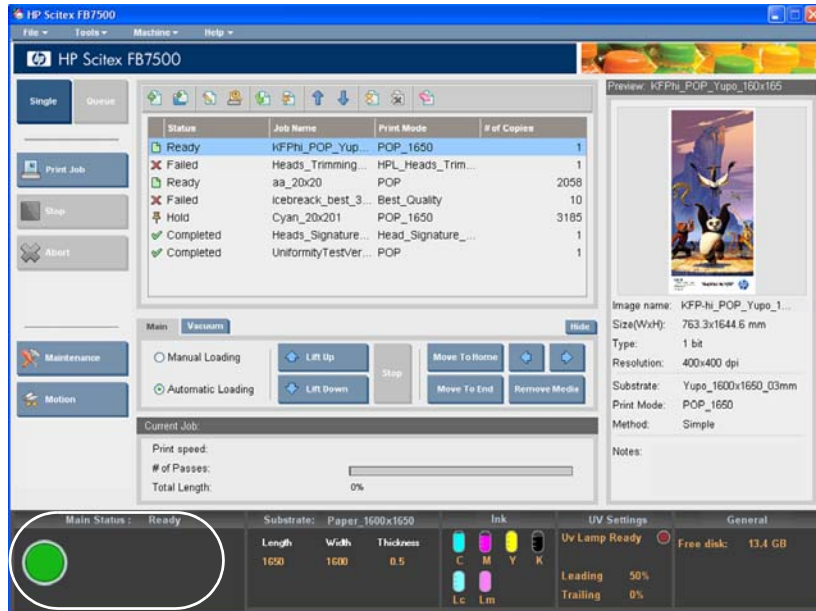 HP Scitex FB7500
File Tools Machine Help
hp HP Scitex FB7500
Single Queue
Print Job
Stop
Abort
Maintenance
Motion
Status Job Name Print Mode # of Copies
Ready KFPhi_POP_Yup... POP_1650 1
Failed Heads_Trimming... HPL_Heads_Trim... 1
Ready aa_20x20 POP 2058
Failed icebreack_best_3... Best_Quality 10
Hold Cyan_20x201 POP_1650 3185
Completed Heads_Signature... Head_Signature_... 1
Completed UniformityTestVer... POP 1
Main Vacuum Hide
Manual Loading Lift Up Stop Move To Home
Automatic Loading Lift Down Move To End Remove Media
Current Job:
Print speed:
# of Passes:
Total Length: 0%
Preview: KFPhi_POP_Yupo_160x165
Image name: KFP-hi_POP_Yupo_1...
Size(WxH): 763.3x1644.6 mm
Type: 1 bit
Resolution: 400x400 dpi
Substrate: Yupo_1600x1650_03mm
Print Mode: POP_1650
Method: Simple
Notes:
Main Status : Ready
Substrate: Paper_1600x1650
Length Width Thickness
1650 1600 0.5
Ink
C M Y K
Lc Lm
UV Settings
Uv Lamp Ready
Leading 50%
Trailing 0%
General
Free disk: 13.4 GB